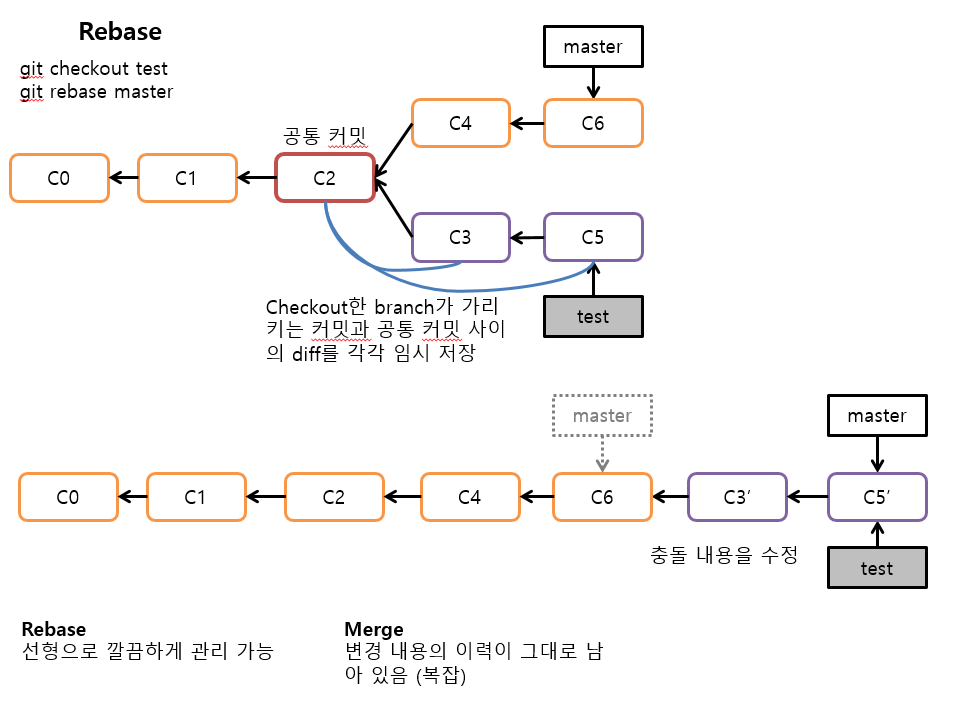 Rebase
git checkout test
git rebase master
master
C4
C6
공통 커밋
C0
C1
C2
C3
C5
Checkout한 branch가 가리
키는 커밋과 공통 커밋 사이
의 diff를 각각 임시 저장
test
master
master
C0
C1
C2
C4
C6
C3’
C5’
충돌 내용을 수정
test
Rebase
선형으로 깔끔하게 관리 가능
Merge
변경 내용의 이력이 그대로 남
아 있음 (복잡)